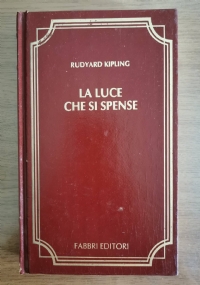 RUDYARD KIPLING
LA LUCE
CHE SI SPENSE
FABBRI EDITORI